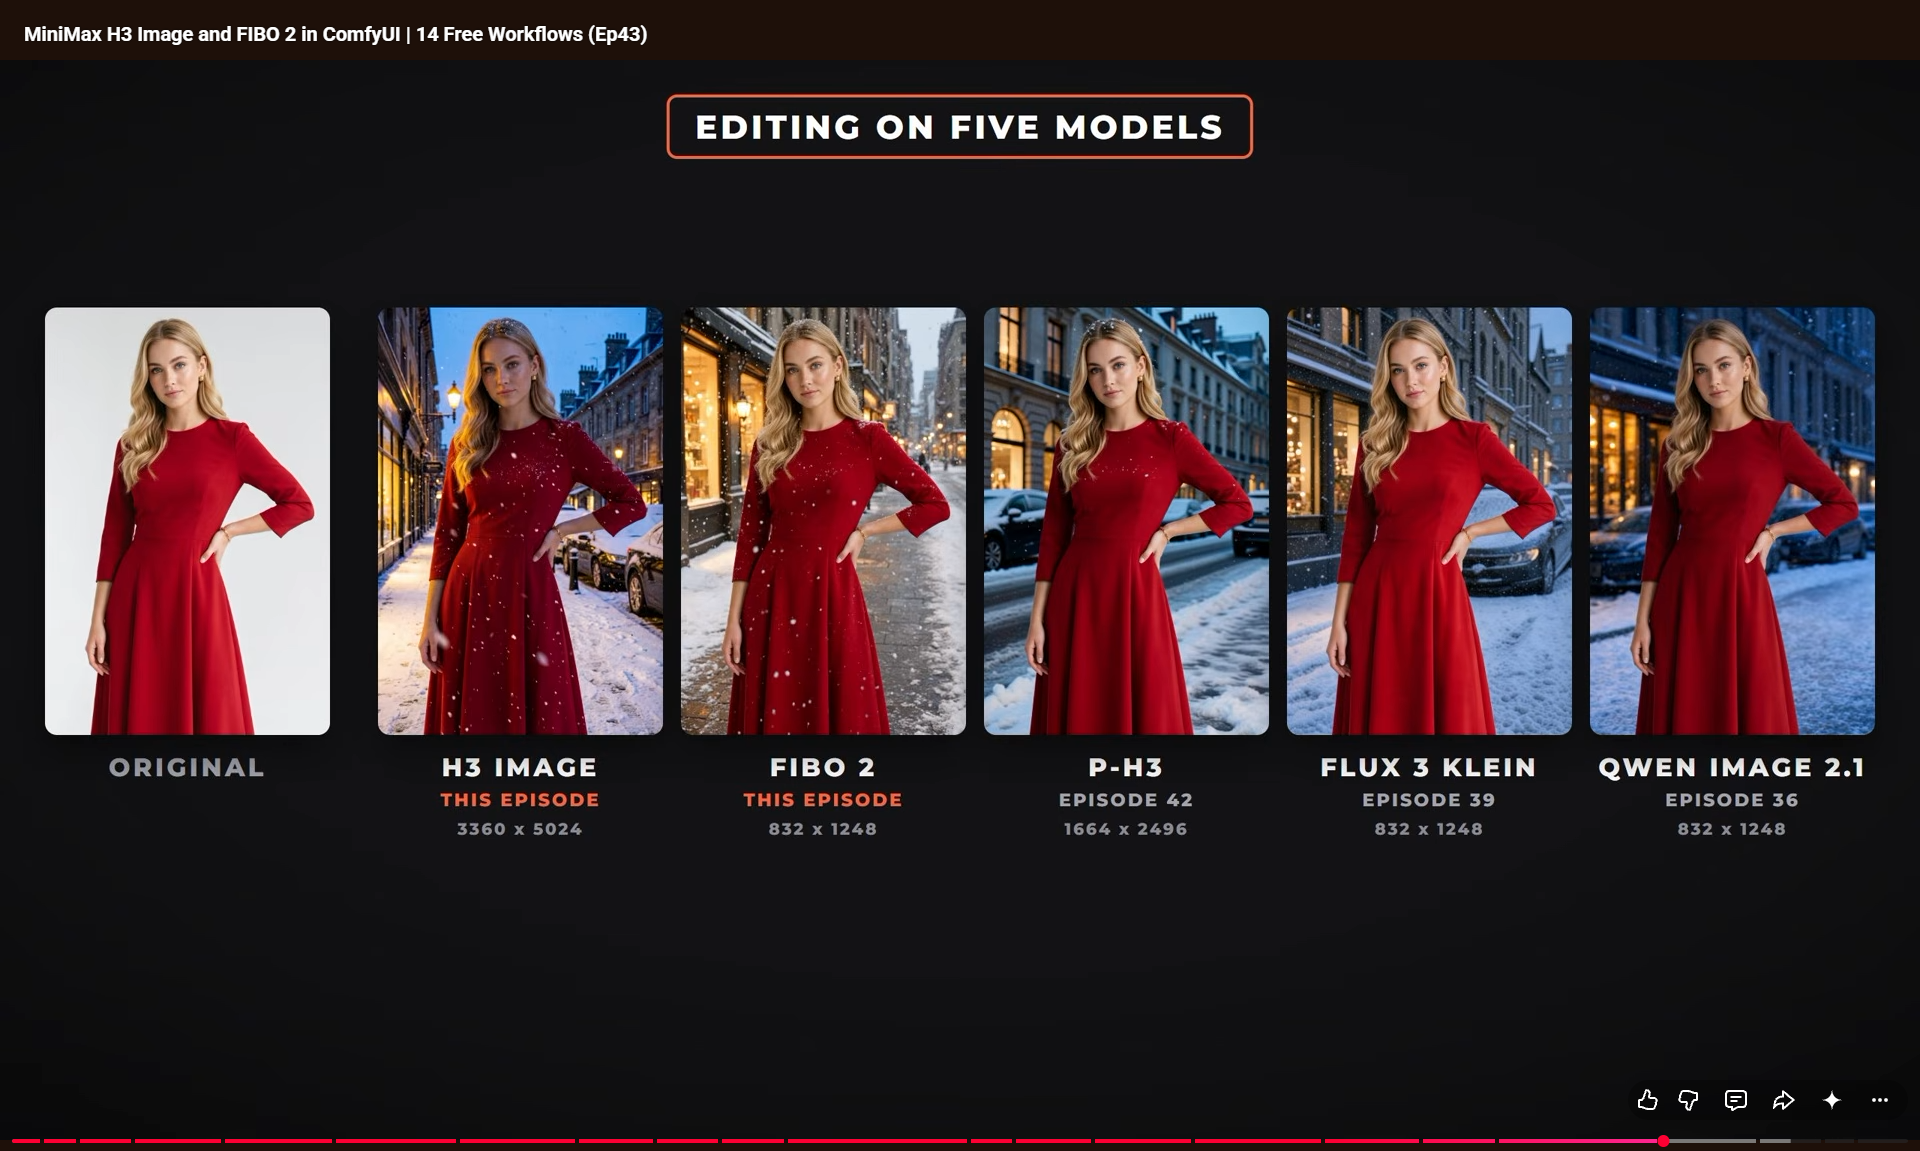 MiniMax H3 Image and FIBO 2 in ComfyUI | 14 Free Workflows (Ep43)
EDITING ON FIVE MODELS
ORIGINAL
H3 IMAGE
THIS EPISODE
3360 x 5024
FIBO 2
THIS EPISODE
832 x 1248
P-H3
EPISODE 42
1664 x 2496
FLUX 3 KLEIN
EPISODE 39
832 x 1248
QWEN IMAGE 2.1
EPISODE 36
832 x 1248